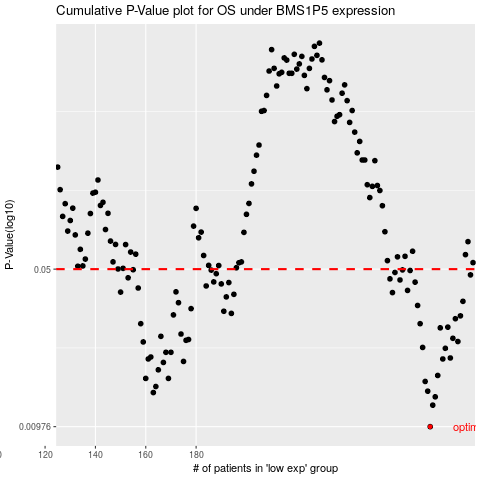 Cumulative P-Value plot for OS under BMS1P5 expression
P-Value(log10)
0.05
0.00976
optim
0 120 140 160 180
# of patients in 'low exp' group